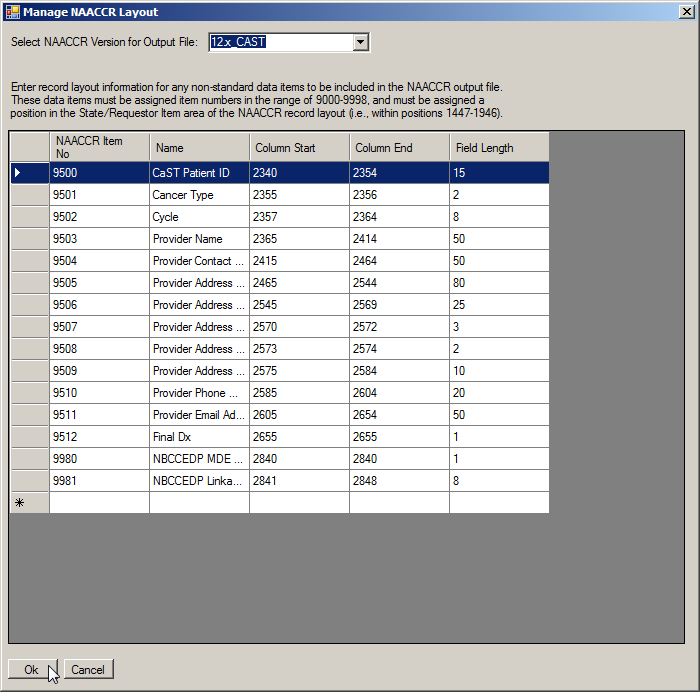 Manage NAACCR Layout
Select NAACCR Version for Output File: 12.x_CAST
Enter record layout information for any non-standard data items to be included in the NAACCR output file.
These data items must be assigned item numbers in the range of 9000-9998, and must be assigned a
position in the State/Requestor Item area of the NAACCR record layout (i.e., within positions 1447-1946).
NAACCR Item No Name Column Start Column End Field Length
9500 CaST Patient ID 2340 2354 15
9501 Cancer Type 2355 2356 2
9502 Cycle 2357 2364 8
9503 Provider Name 2365 2414 50
9504 Provider Contact ... 2415 2464 50
9505 Provider Address ... 2465 2544 80
9506 Provider Address ... 2545 2569 25
9507 Provider Address ... 2570 2572 3
9508 Provider Address ... 2573 2574 2
9509 Provider Address ... 2575 2584 10
9510 Provider Phone ... 2585 2604 20
9511 Provider Email Ad... 2605 2654 50
9512 Final Dx 2655 2655 1
9980 NBCCEDP MDE ... 2840 2840 1
9981 NBCCEDP Linka... 2841 2848 8
Ok Cancel